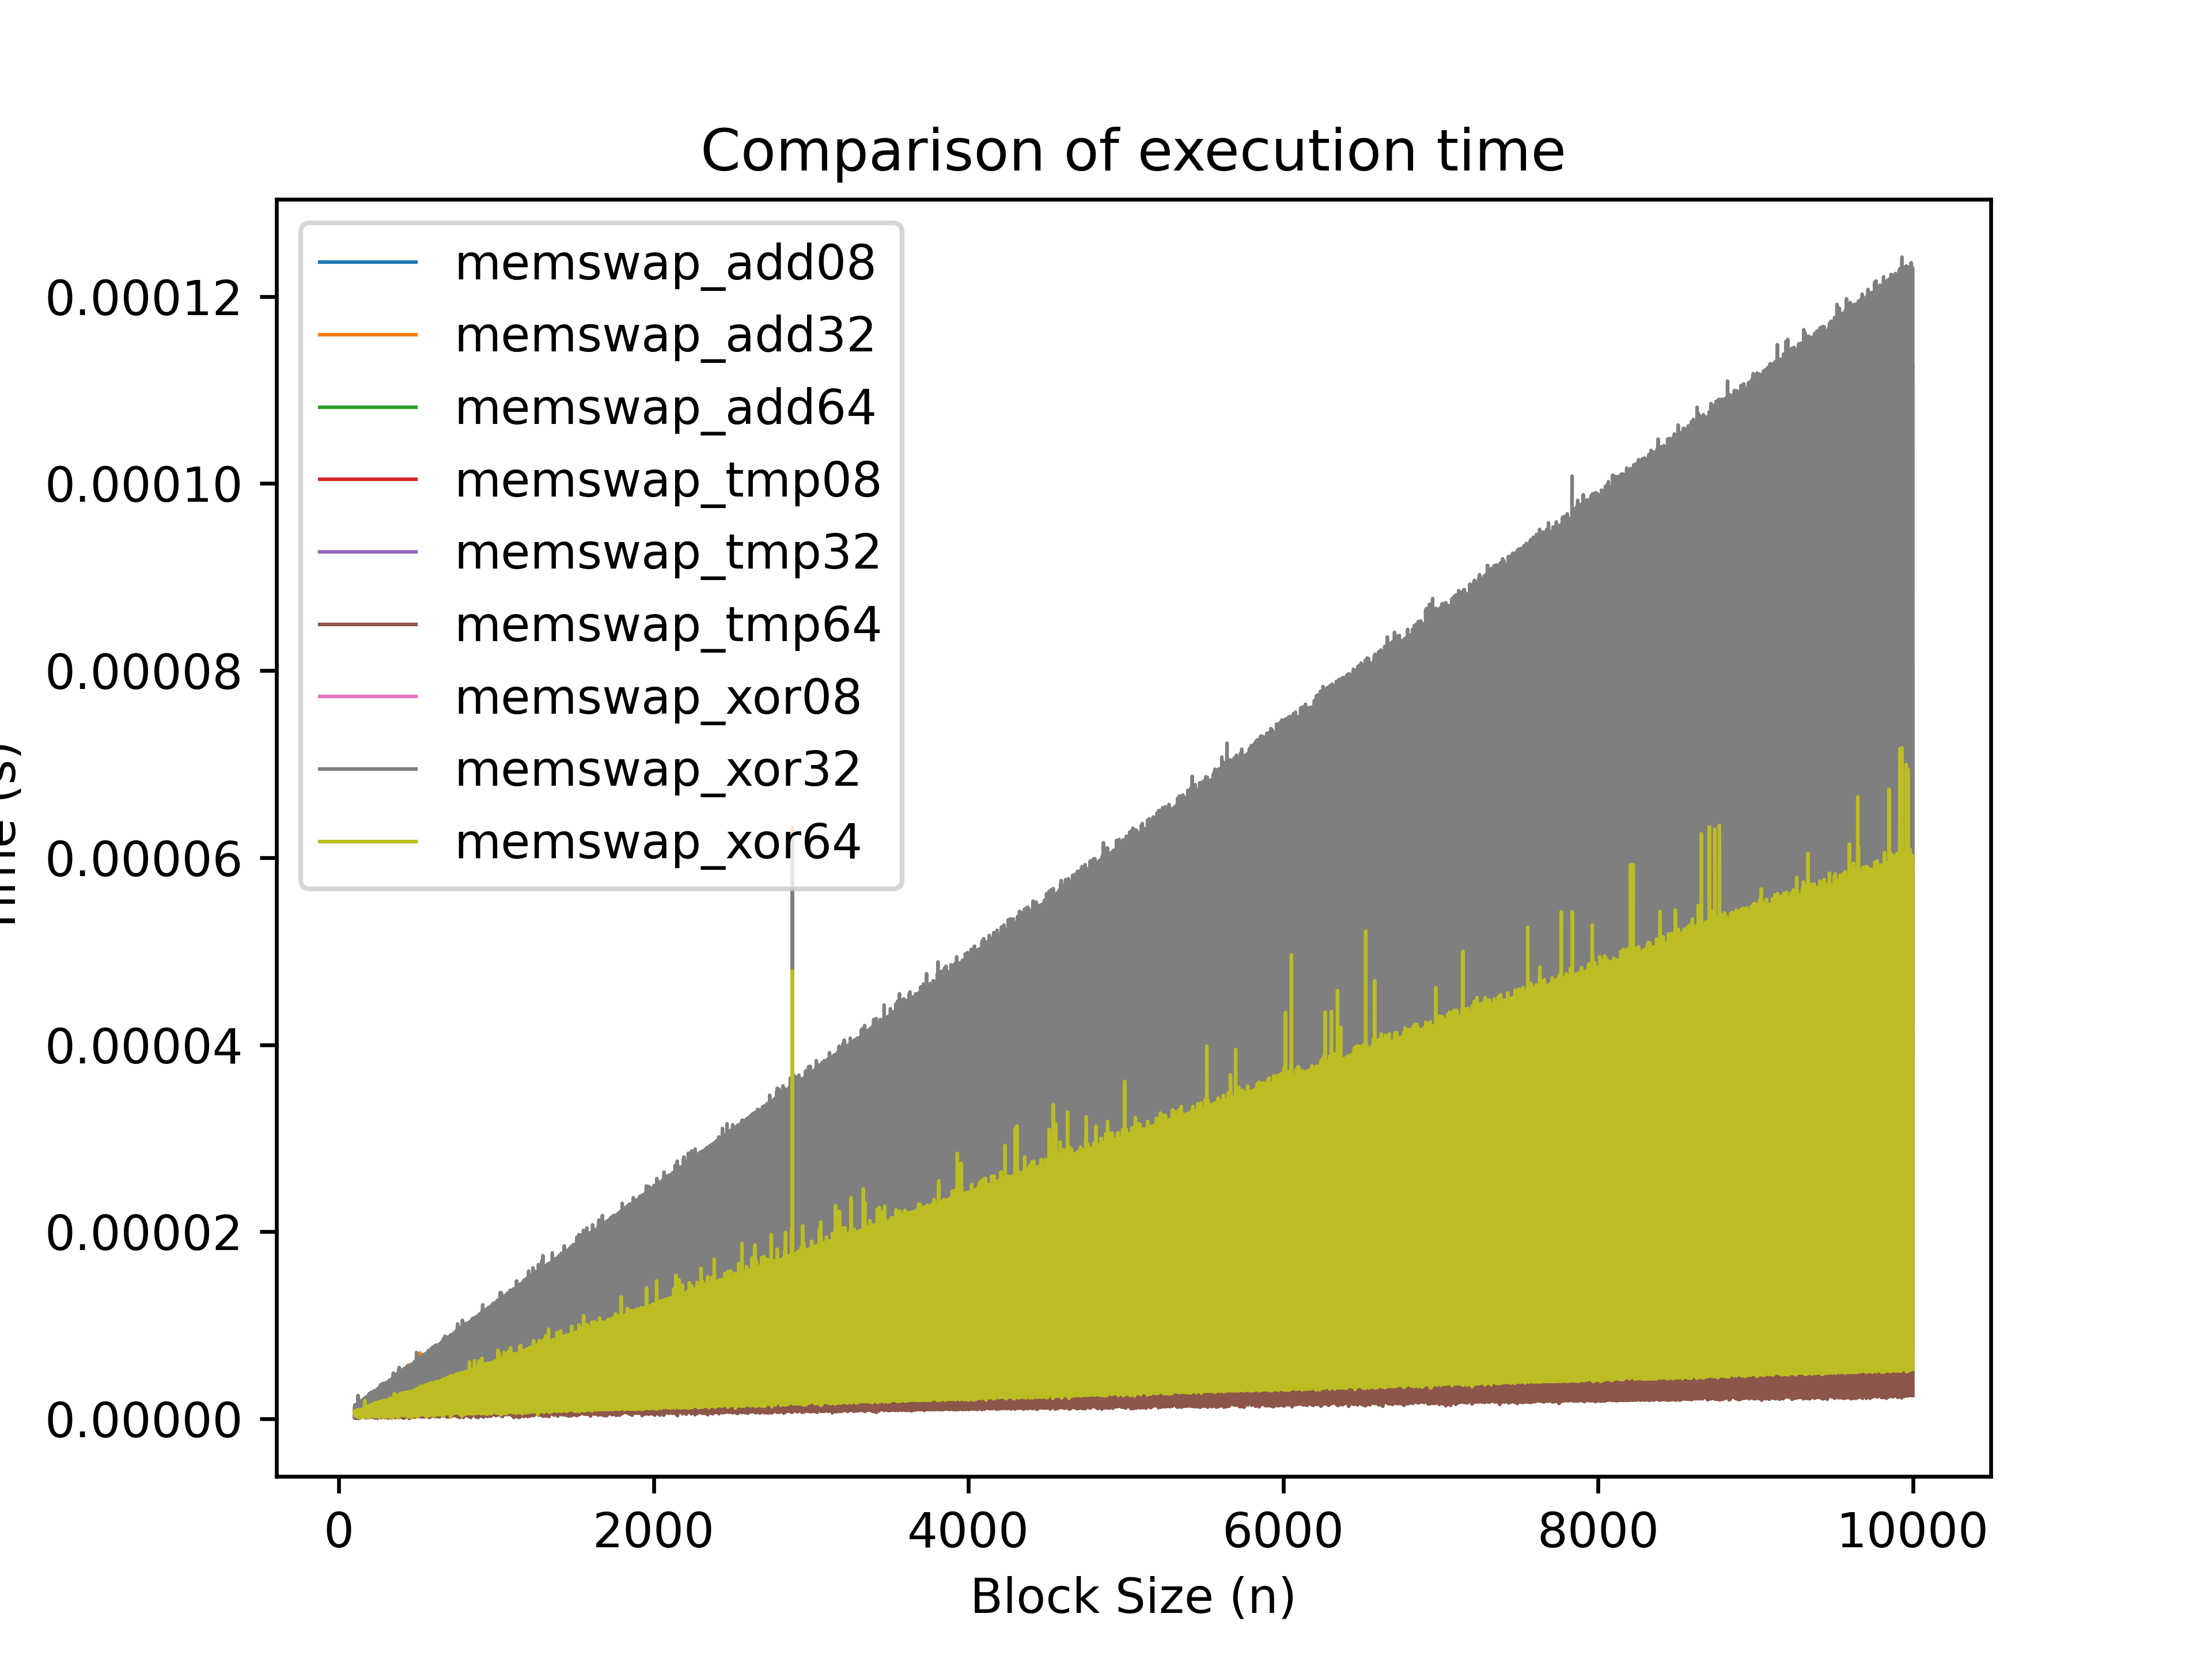 Comparison of execution time
memswap_add08
memswap_add32
memswap_add64
memswap_tmp08
memswap_tmp32
memswap_tmp64
memswap_xor08
memswap_xor32
memswap_xor64
0.00012
0.00010
0.00008
0.00006
0.00004
0.00002
0.00000
0 2000 4000 6000 8000 10000
Block Size (n)
(s)